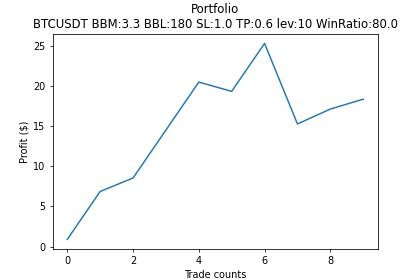 Portfolio
BTCUSDT BBM:3.3 BBL:180 SL:1.0 TP:0.6 lev:10 WinRatio:80.0
25
20
15
10
5
0
Profit ($)
0 2 4 6 8
Trade counts